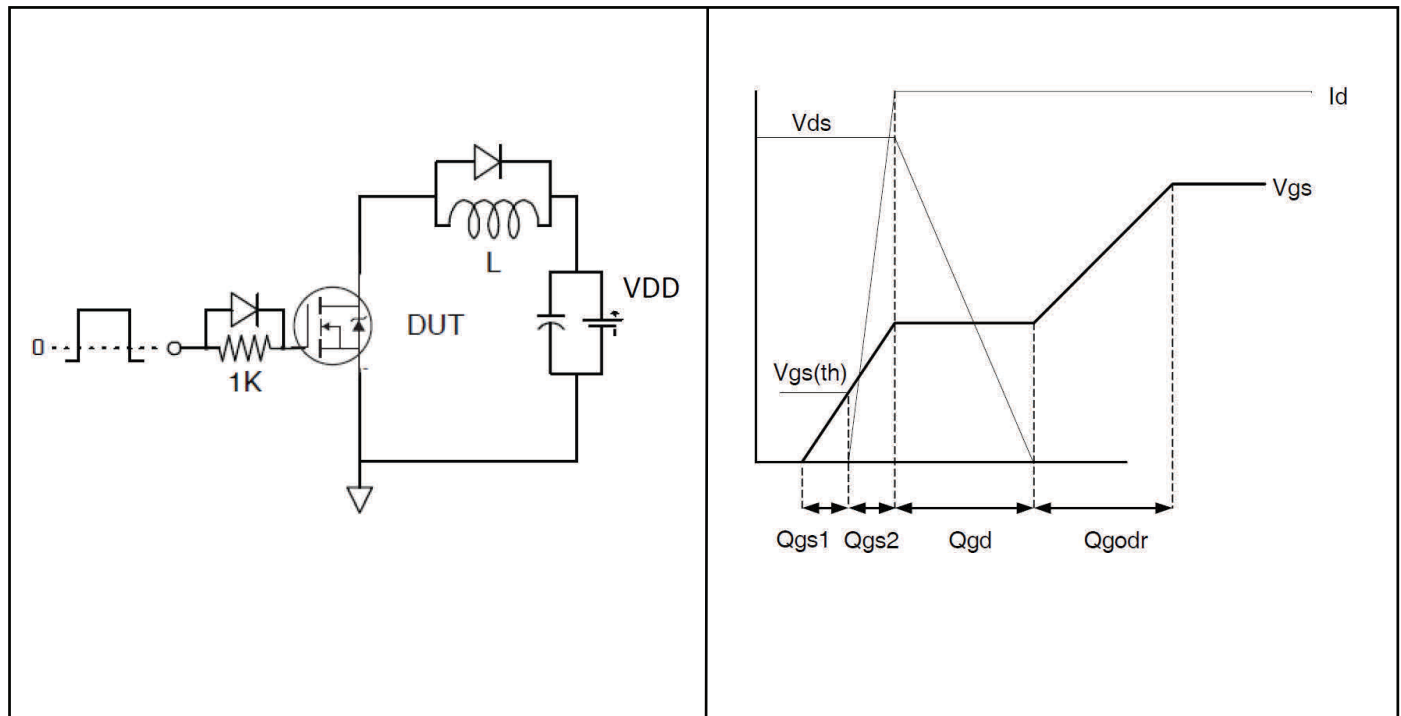 L
VDD
DUT
0
1K
Id
Vds
Vgs
Vgs(th)
Qgs1 Qgs2 Qgd Qgodr